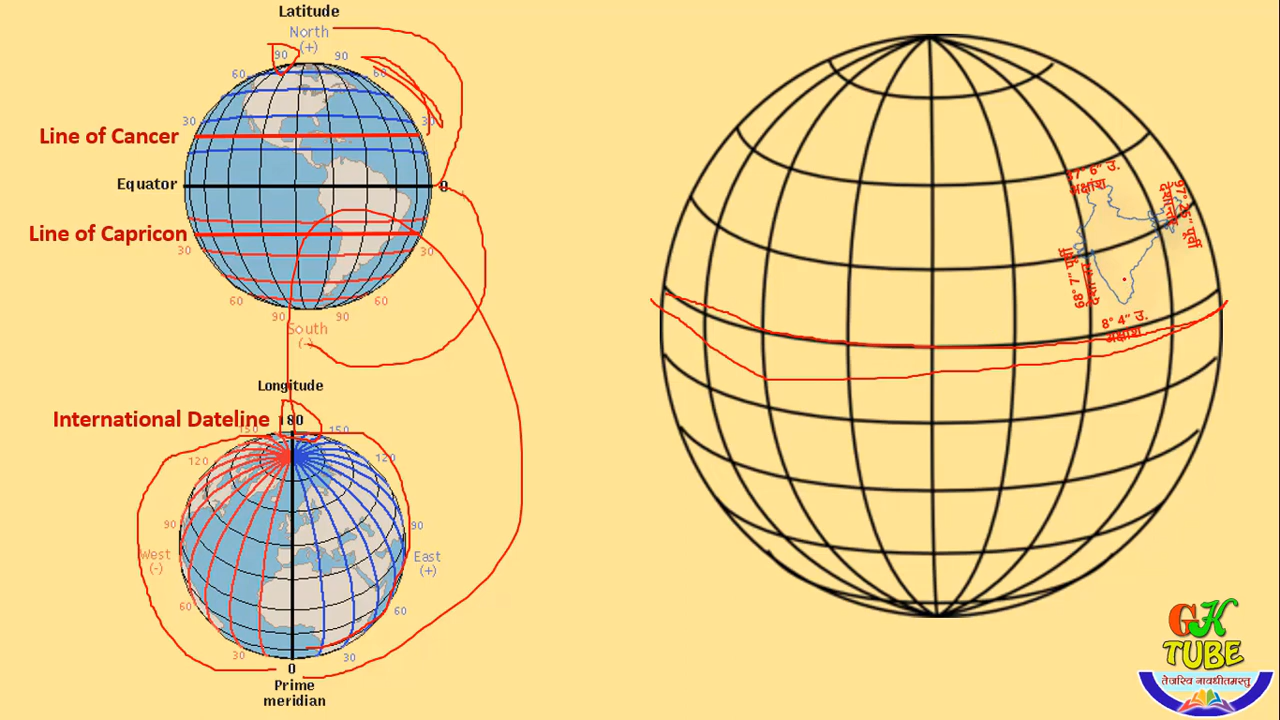 Latitude
North
(+)
90
90
60
60
30
30
Line of Cancer
Equator
0
Line of Capricon
30
30
60
60
90
90
South
(-)
Longitude
International Dateline
180
150
150
120
120
90
90
West
(-)
East
(+)
60
60
30
30
0
Prime
meridian
37° 6" उ.
अक्षांश
97° 25" पूर्वी
देशान्तर
68° 7" पूर्वी
8° 4" उ.
अक्षांश
GK
TUBE
तेजस्वि नावधीतमस्तु